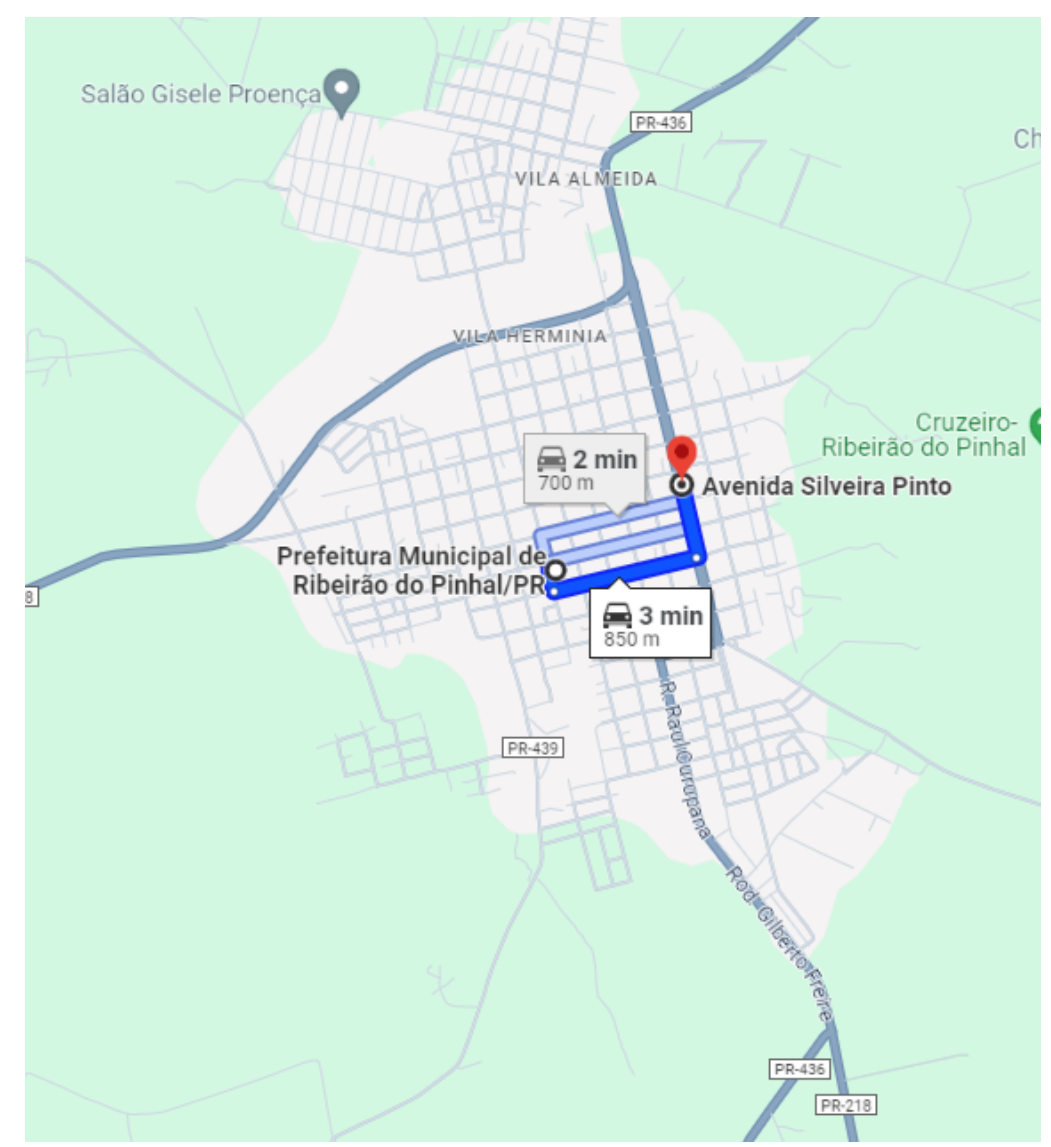 Salão Gisele Proença
PR-436
Ch
VILA ALMEIDA
VILA HERMINIA
Cruzeiro-
Ribeirão do Pinhal
2 min
700 m
Avenida Silveira Pinto
Prefeitura Municipal de
Ribeirão do Pinhal/PR
8
3 min
850 m
R. Raul Curupana
PR-439
Rod. Gilberto Freire
PR-436
PR-218